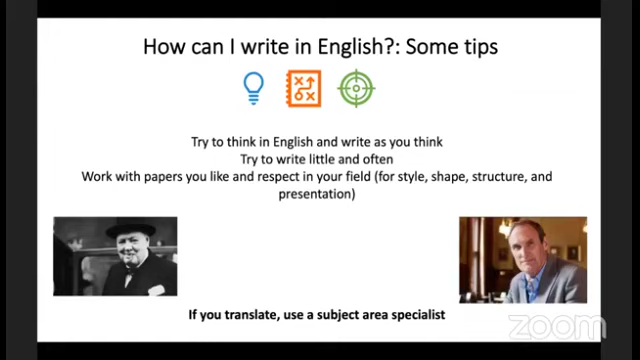 How can I write in English?: Some tips
Try to think in English and write as you think
Try to write little and often
Work with papers you like and respect in your field (for style, shape, structure, and
presentation)
If you translate, use a subject area specialist
zoom